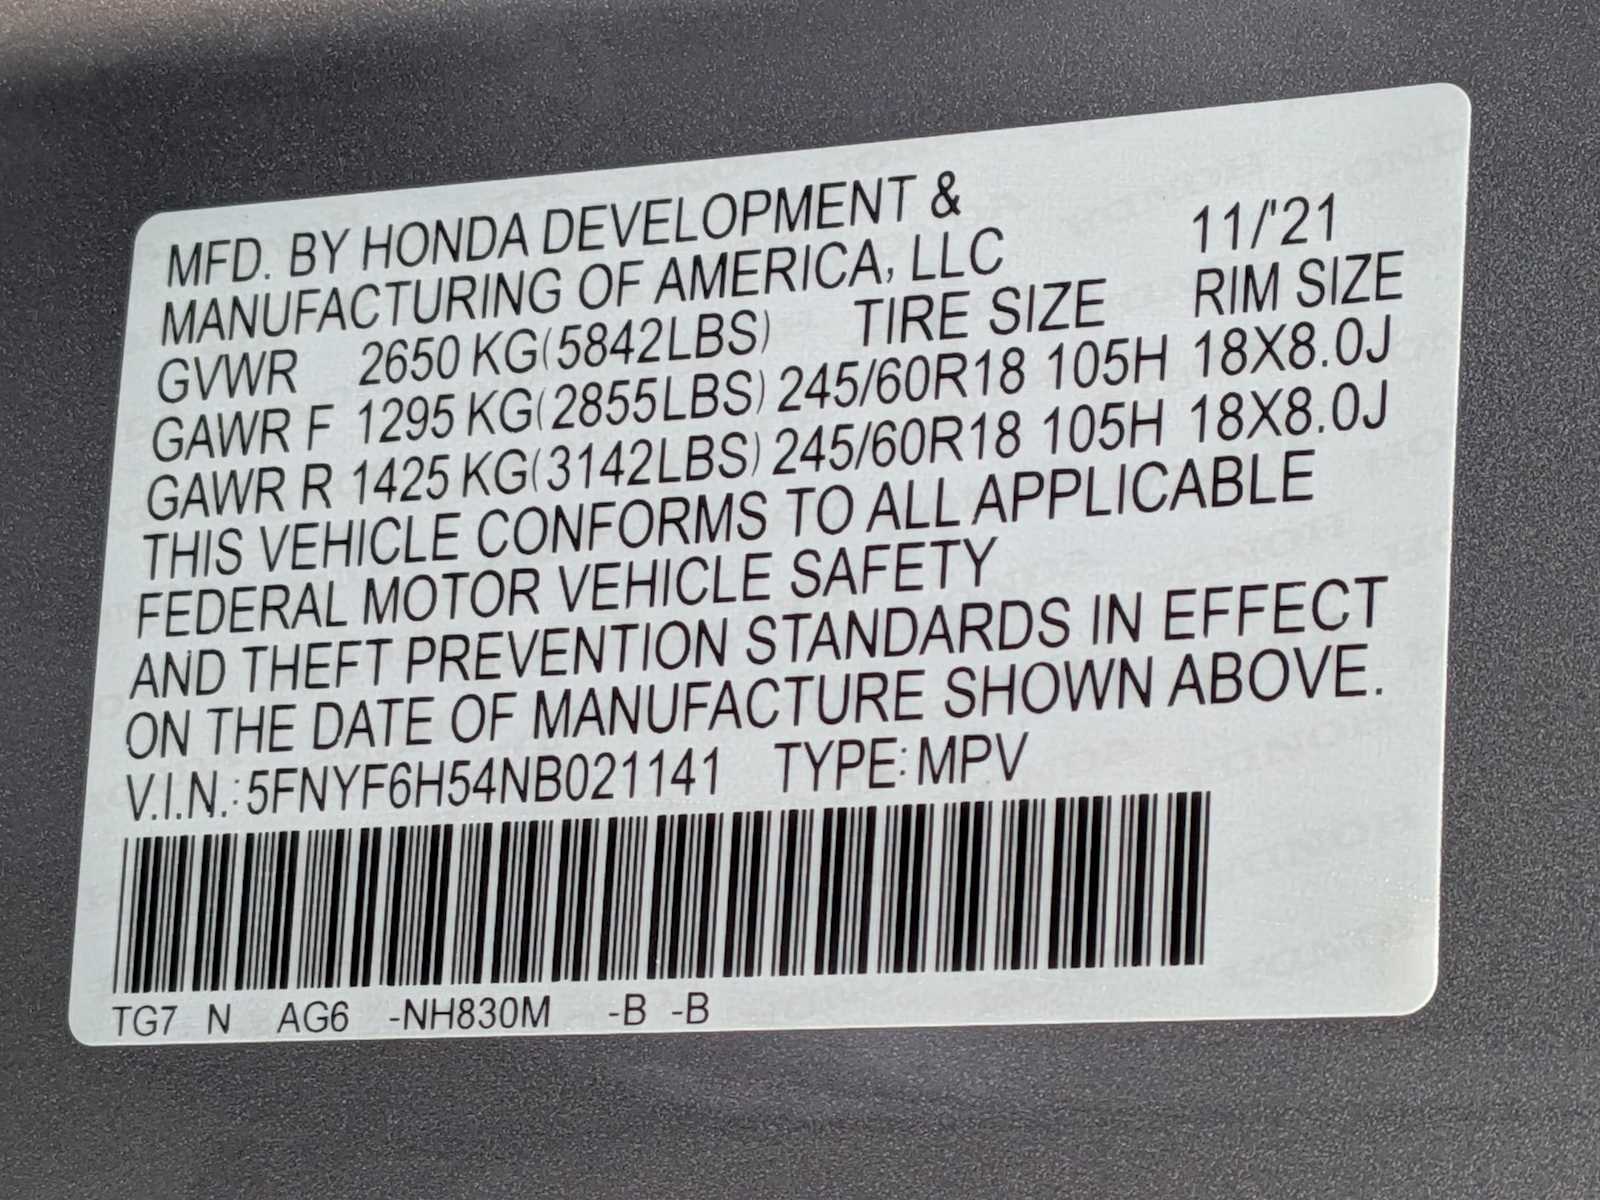 MFD. BY HONDA DEVELOPMENT &
MANUFACTURING OF AMERICA, LLC 11/'21
GVWR 2650 KG(5842LBS) TIRE SIZE RIM SIZE
GAWR F 1295 KG(2855LBS) 245/60R18 105H 18X8.0J
GAWR R 1425 KG(3142LBS) 245/60R18 105H 18X8.0J
THIS VEHICLE CONFORMS TO ALL APPLICABLE
FEDERAL MOTOR VEHICLE SAFETY
AND THEFT PREVENTION STANDARDS IN EFFECT
ON THE DATE OF MANUFACTURE SHOWN ABOVE.
V.I.N.: 5FNYF6H54NB021141 TYPE: MPV
TG7 N AG6 -NH830M -B -B